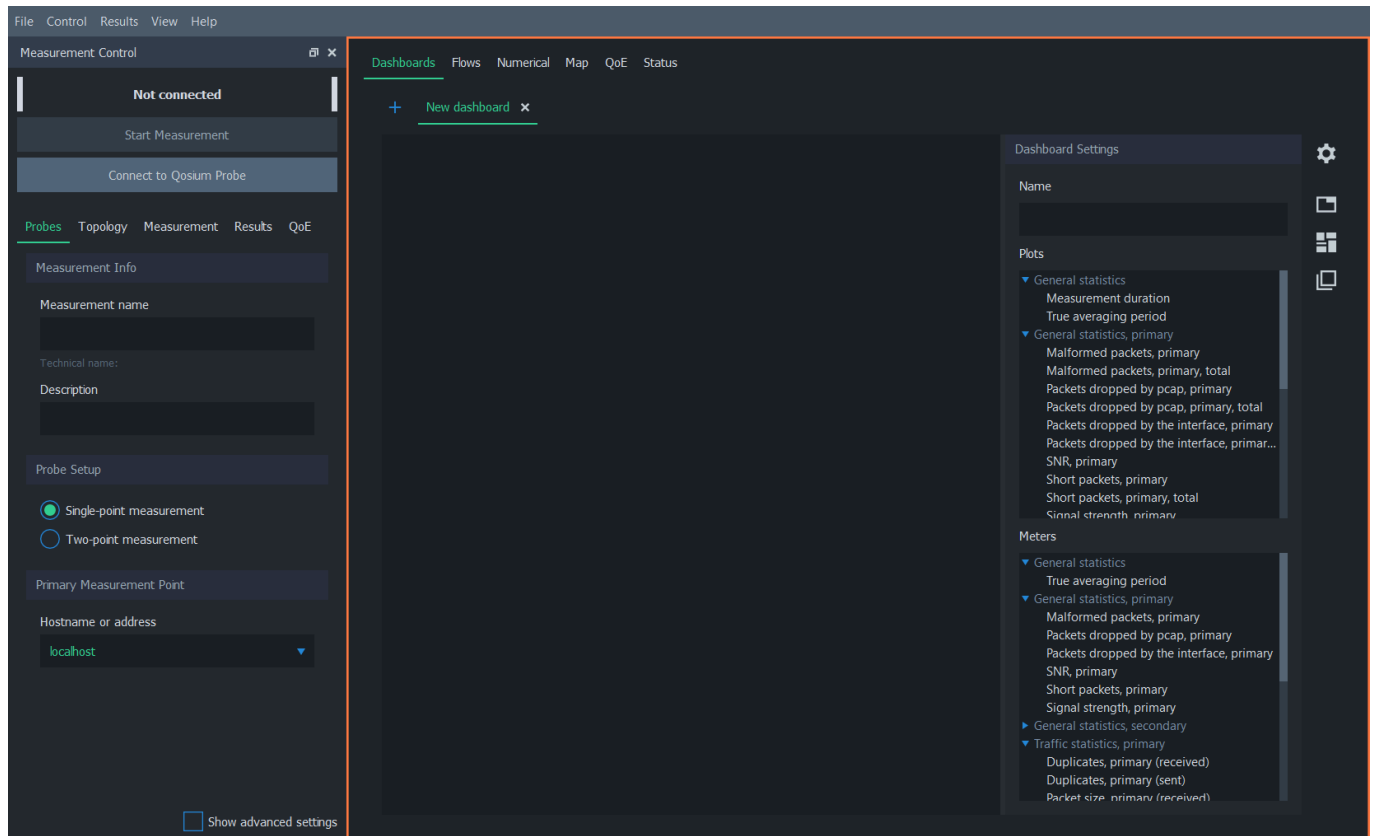 File Control Results View Help
Measurement Control
Not connected
Start Measurement
Connect to Qosium Probe
Probes Topology Measurement Results QoE
Measurement Info
Measurement name
Technical name:
Description
Probe Setup
Single-point measurement
Two-point measurement
Primary Measurement Point
Hostname or address
localhost
Show advanced settings
Dashboards Flows Numerical Map QoE Status
New dashboard
Dashboard Settings
Name
Plots
General statistics
Measurement duration
True averaging period
General statistics, primary
Malformed packets, primary
Malformed packets, primary, total
Packets dropped by pcap, primary
Packets dropped by pcap, primary, total
Packets dropped by the interface, primary
Packets dropped by the interface, primar...
SNR, primary
Short packets, primary
Short packets, primary, total
Signal strength, primary
Meters
General statistics
True averaging period
General statistics, primary
Malformed packets, primary
Packets dropped by pcap, primary
Packets dropped by the interface, primary
SNR, primary
Short packets, primary
Signal strength, primary
General statistics, secondary
Traffic statistics, primary
Duplicates, primary (received)
Duplicates, primary (sent)
Packet size, primary (received)